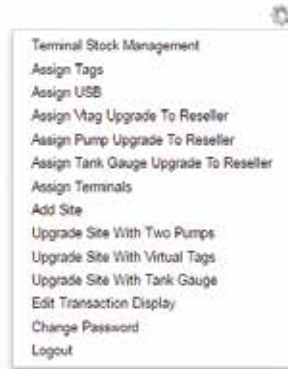 Terminal Stock Management
Assign Tags
Assign USB
Assign Vtag Upgrade To Reseller
Assign Pump Upgrade To Reseller
Assign Tank Gauge Upgrade To Reseller
Assign Terminals
Add Site
Upgrade Site With Two Pumps
Upgrade Site With Virtual Tags
Upgrade Site With Tank Gauge
Edit Transaction Display
Change Password
Logout